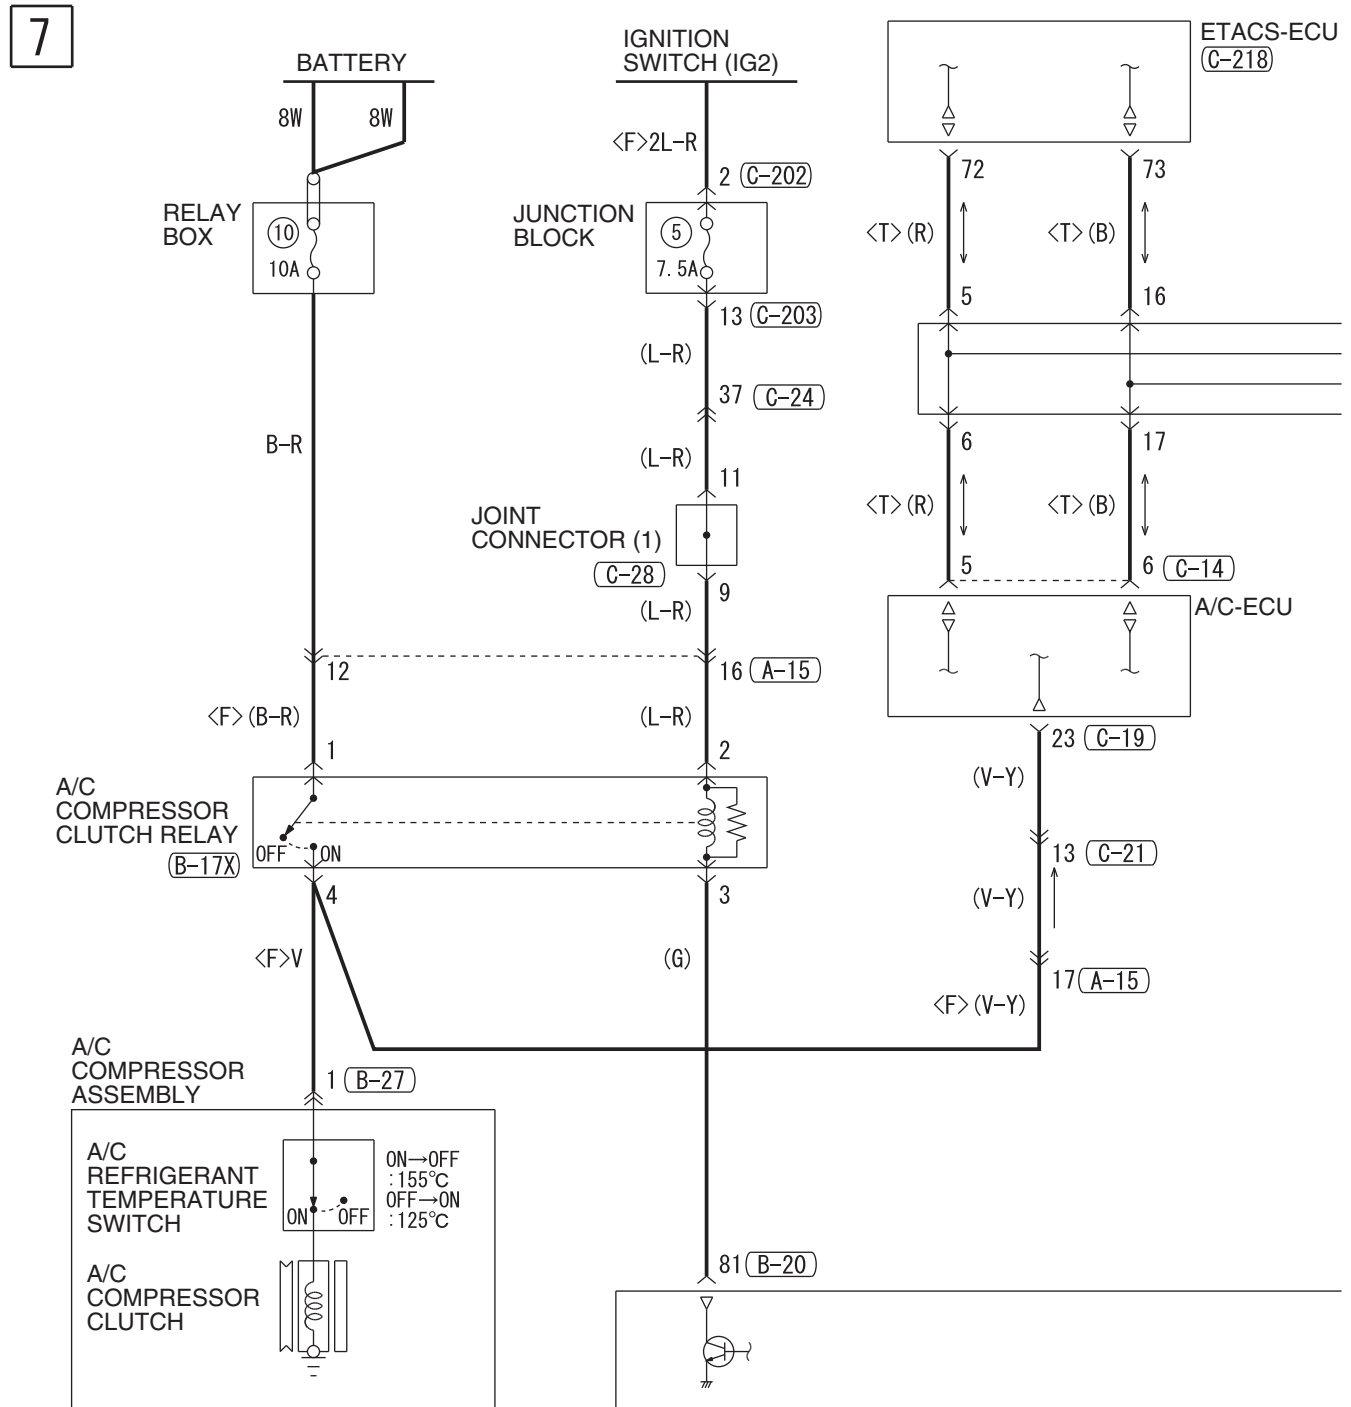 7
BATTERY
IGNITION
SWITCH (IG2)
ETACS-ECU
C-218
8W
8W
<F>2L-R
2 C-202
72
73
RELAY
BOX
10
10A
JUNCTION
BLOCK
5
7.5A
<T>(R)
<T>(B)
5
16
13 C-203
(L-R)
37 C-24
B-R
(L-R)
11
6
17
<T>(R)
<T>(B)
JOINT
CONNECTOR (1)
C-28
9
5
6 C-14
(L-R)
A/C-ECU
12
16 A-15
<F>(B-R)
(L-R)
1
2
23 C-19
(V-Y)
A/C
COMPRESSOR
CLUTCH RELAY
B-17X
OFF
ON
13 C-21
4
3
(V-Y)
<F>V
(G)
17 A-15
<F>(V-Y)
A/C
COMPRESSOR
ASSEMBLY
1 B-27
A/C
REFRIGERANT
TEMPERATURE
SWITCH
ON
OFF
ON→OFF
:155℃
OFF→ON
:125℃
A/C
COMPRESSOR
CLUTCH
81 B-20